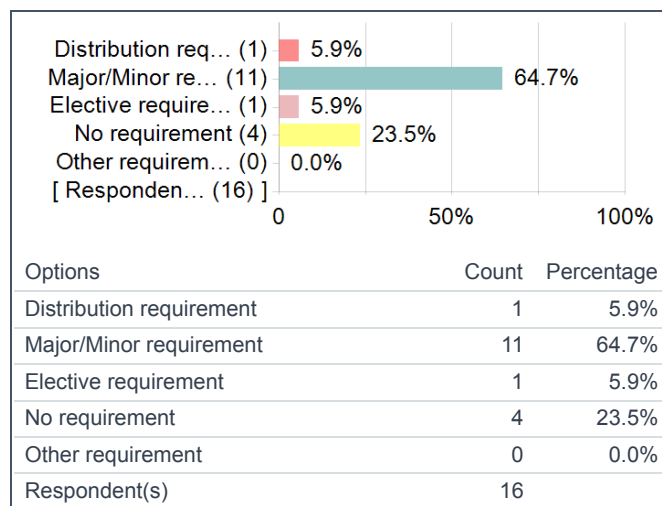 Distribution req… (1) 5.9%
Major/Minor re… (11) 64.7%
Elective require… (1) 5.9%
No requirement (4) 23.5%
Other requirem… (0) 0.0%
[ Responden… (16) ]
0 50% 100%
Options Count Percentage
Distribution requirement 1 5.9%
Major/Minor requirement 11 64.7%
Elective requirement 1 5.9%
No requirement 4 23.5%
Other requirement 0 0.0%
Respondent(s) 16